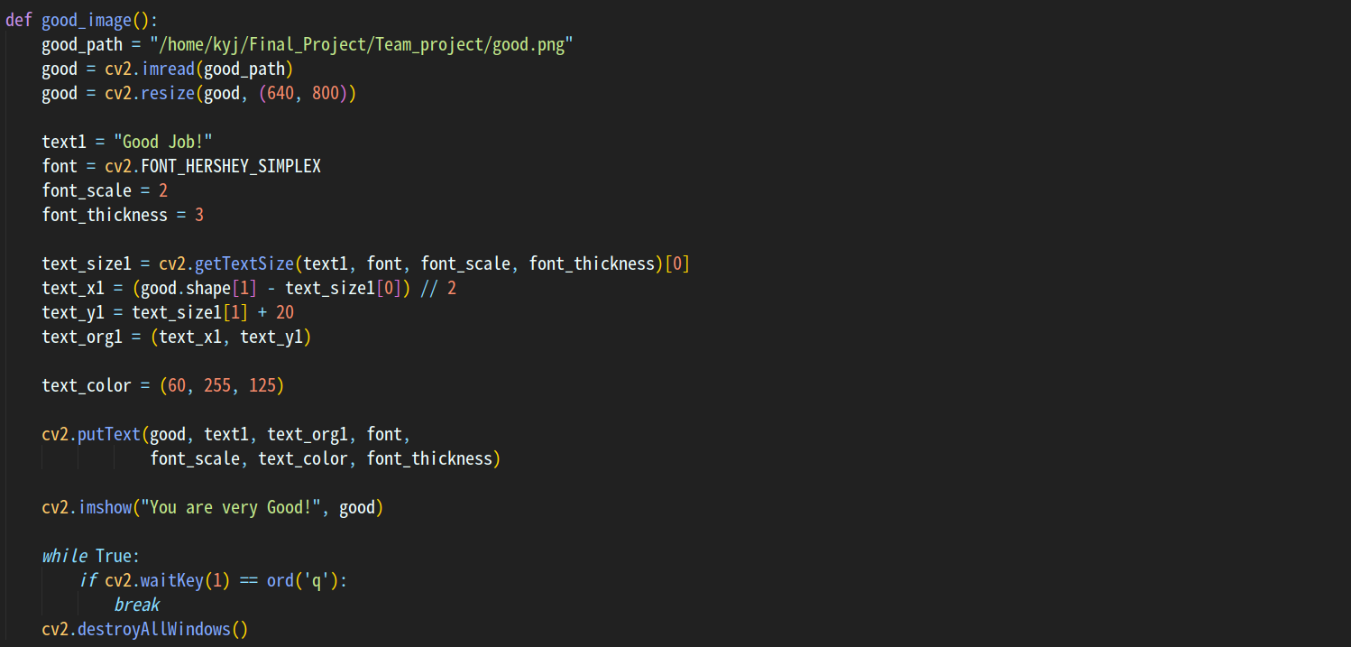 def good_image():
    good_path = "/home/kyj/Final_Project/Team_project/good.png"
    good = cv2.imread(good_path)
    good = cv2.resize(good, (640, 800))

    text1 = "Good Job!"
    font = cv2.FONT_HERSHEY_SIMPLEX
    font_scale = 2
    font_thickness = 3

    text_size1 = cv2.getTextSize(text1, font, font_scale, font_thickness)[0]
    text_x1 = (good.shape[1] - text_size1[0]) // 2
    text_y1 = text_size1[1] + 20
    text_org1 = (text_x1, text_y1)

    text_color = (60, 255, 125)

    cv2.putText(good, text1, text_org1, font,
                font_scale, text_color, font_thickness)

    cv2.imshow("You are very Good!", good)

    while True:
        if cv2.waitKey(1) == ord('q'):
            break
    cv2.destroyAllWindows()